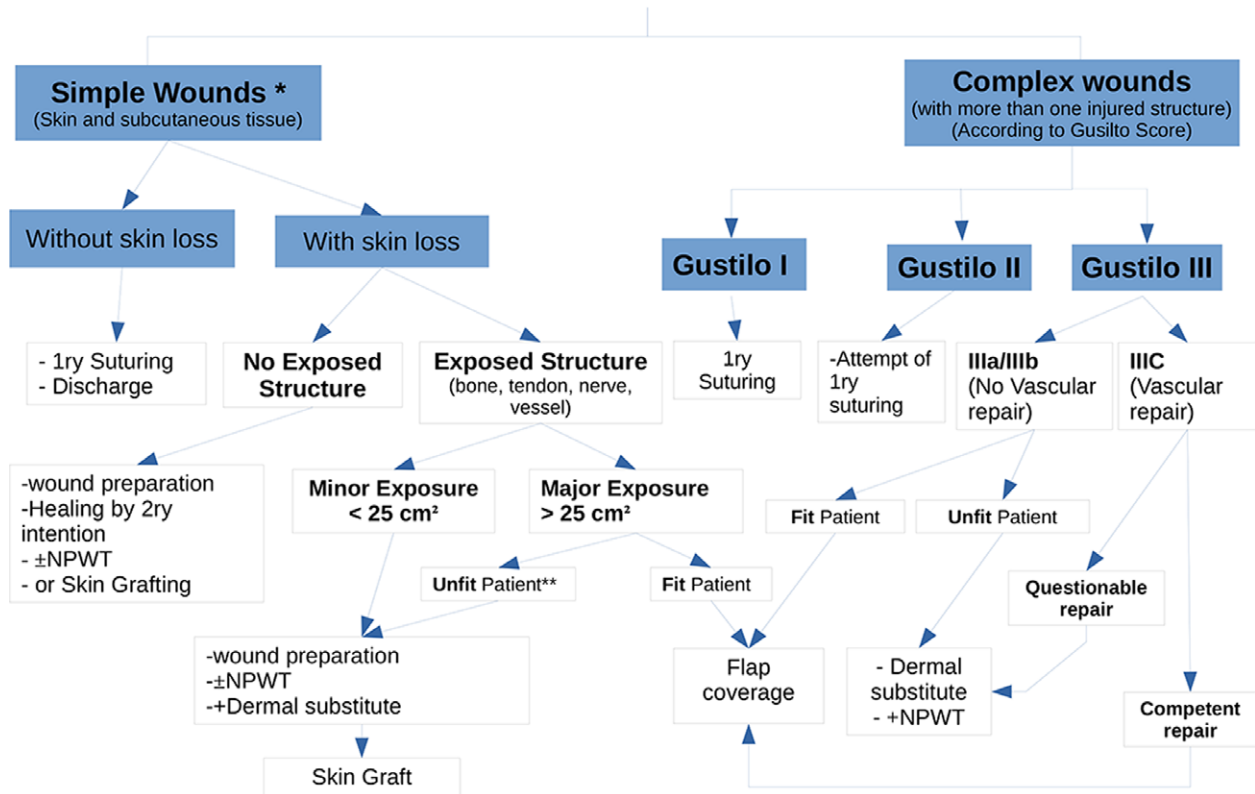 Simple Wounds *
(Skin and subcutaneous tissue)
Complex wounds
(with more than one injured structure)
(According to Gusilto Score)
Without skin loss
With skin loss
Gustilo I
Gustilo II
Gustilo III
- 1ry Suturing
- Discharge
No Exposed
Structure
Exposed Structure
(bone, tendon, nerve,
vessel)
1ry
Suturing
-Attempt of
1ry
suturing
IIIa/IIIb
(No Vascular
repair)
IIIC
(Vascular
repair)
-wound preparation
-Healing by 2ry
intention
- ±NPWT
- or Skin Grafting
Minor Exposure
< 25 cm²
Major Exposure
> 25 cm²
Fit Patient
Unfit Patient
Unfit Patient**
Fit Patient
Questionable
repair
-wound preparation
-±NPWT
-+Dermal substitute
Flap
coverage
- Dermal
substitute
- +NPWT
Competent
repair
Skin Graft